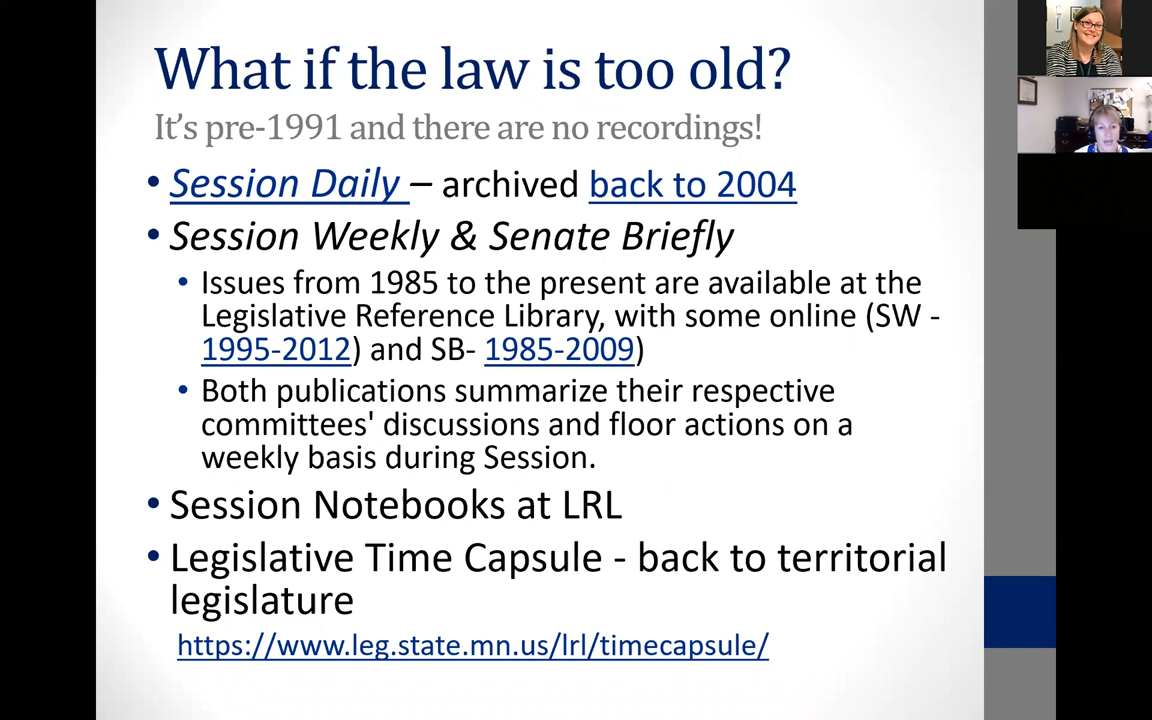 What if the law is too old?
It's pre-1991 and there are no recordings!
• Session Daily – archived back to 2004
• Session Weekly & Senate Briefly
• Issues from 1985 to the present are available at the
Legislative Reference Library, with some online (SW -
1995-2012) and SB- 1985-2009)
• Both publications summarize their respective
committees' discussions and floor actions on a
weekly basis during Session.
• Session Notebooks at LRL
• Legislative Time Capsule - back to territorial
legislature
https://www.leg.state.mn.us/lrl/timecapsule/